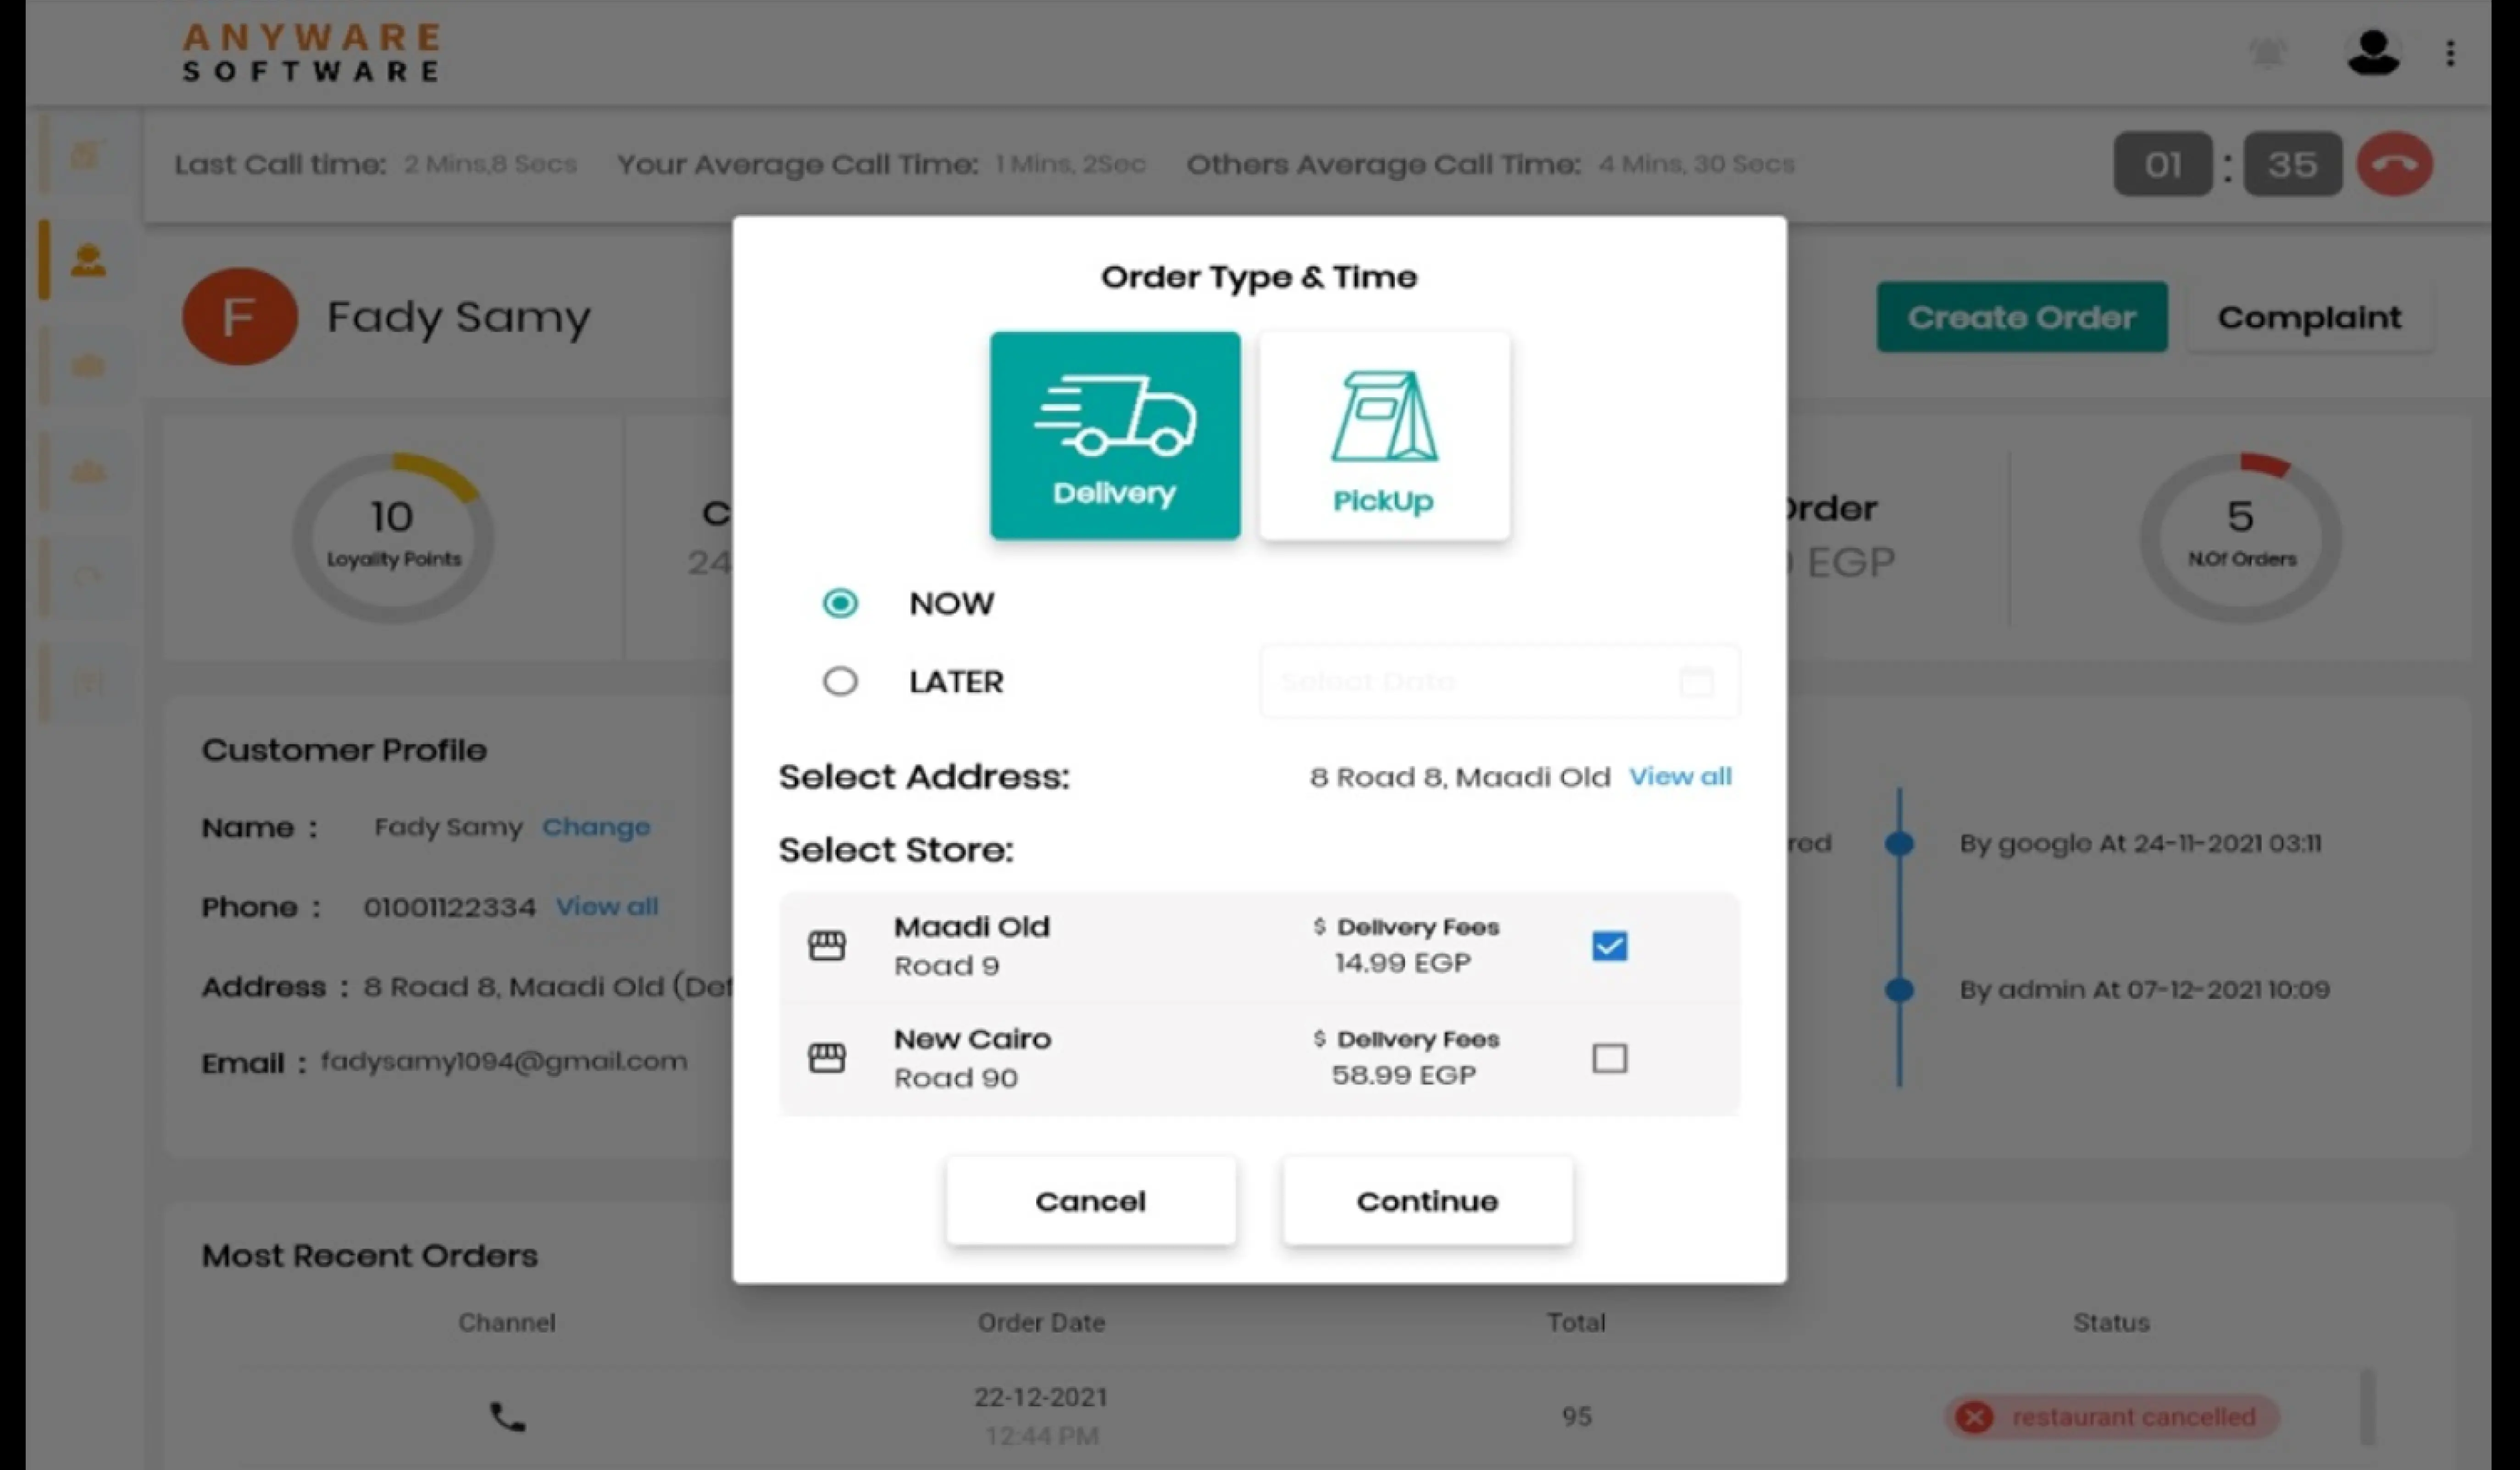 ANYWARE
SOFTWARE
Last Call time: 2 Mins,8 Secs Your Average Call Time: 1 Mins, 2Sec Others Average Call Time: 4 Mins, 30 Secs 01 : 35
F Fady Samy
Create Order Complaint
10
Loyality Points
C
24
Order
EGP
5
N.Of Orders
Order Type & Time
Delivery
PickUp
NOW
LATER
Select Date
Select Address: 8 Road 8, Maadi Old View all
Select Store:
Maadi Old
Road 9
$ Delivery Fees
14.99 EGP
New Cairo
Road 90
$ Delivery Fees
58.99 EGP
Cancel
Continue
Customer Profile
Name : Fady Samy Change
Phone : 01001122334 View all
Address : 8 Road 8, Maadi Old (Def
Email : fadysamy1094@gmail.com
red
By google At 24-11-2021 03:11
By admin At 07-12-2021 10:09
Most Recent Orders
Channel Order Date Total Status
22-12-2021
12:44 PM
95
restaurant cancelled